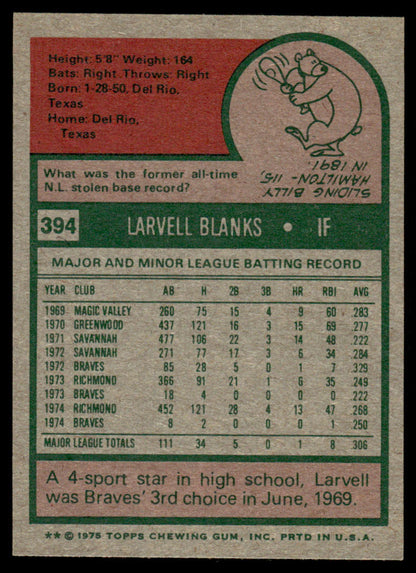 Height: 5'8" Weight: 164
Bats: Right Throws: Right
Born: 1-28-50, Del Rio,
Texas
Home: Del Rio,
Texas
What was the former all-time
N.L. stolen base record?
SLIDING BILLY
HAMILTON- 115,
IN 1891.
394 LARVELL BLANKS • IF
MAJOR AND MINOR LEAGUE BATTING RECORD
YEAR CLUB AB H 2B 3B HR RBI AVG
1969 MAGIC VALLEY 260 75 15 4 9 60 .283
1970 GREENWOOD 437 121 16 3 15 69 .277
1971 SAVANNAH 477 106 22 3 14 48 .222
1972 SAVANNAH 271 77 17 3 6 34 .284
1972 BRAVES 85 28 5 0 1 7 .331
1973 RICHMOND 366 91 21 1 6 35 .249
1973 BRAVES 18 4 0 0 0 0 .222
1974 RICHMOND 452 121 28 4 13 47 .268
1974 BRAVES 8 2 0 0 0 1 .250
MAJOR LEAGUE TOTALS 111 34 5 0 1 8 .306
A 4-sport star in high school, Larvell
was Braves' 3rd choice in June, 1969.
** © 1975 TOPPS CHEWING GUM, INC. PRTD IN U.S.A.